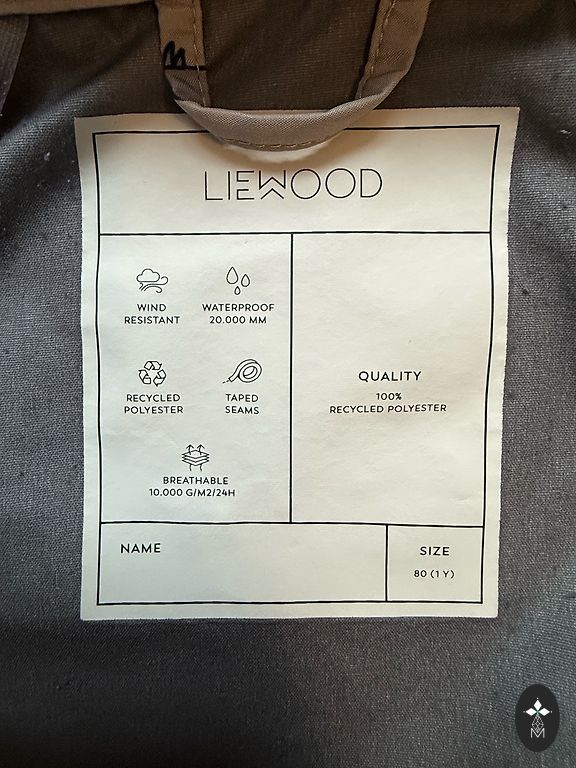 LIEWOOD
WIND
RESISTANT
WATERPROOF
20.000 MM
RECYCLED
POLYESTER
TAPED
SEAMS
BREATHABLE
10.000 G/M2/24H
QUALITY
100%
RECYCLED POLYESTER
NAME
SIZE
80 (1 Y)
M